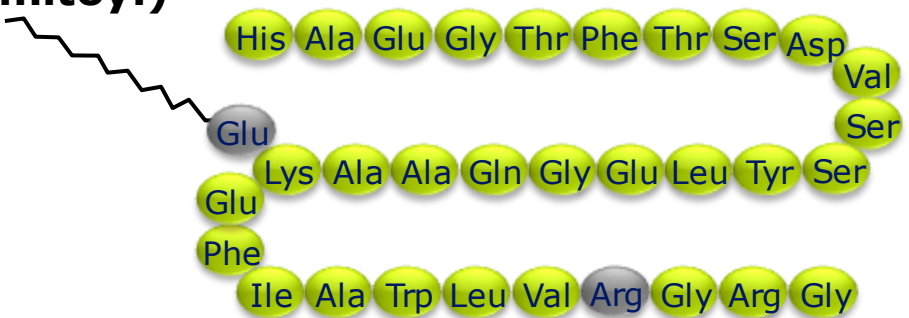 His Ala Glu Gly Thr Phe Thr Ser Asp
Val
Ser
Glu
Lys Ala Ala Gln Gly Glu Leu Tyr Ser
Glu
Phe
Ile Ala Trp Leu Val Arg Gly Arg Gly